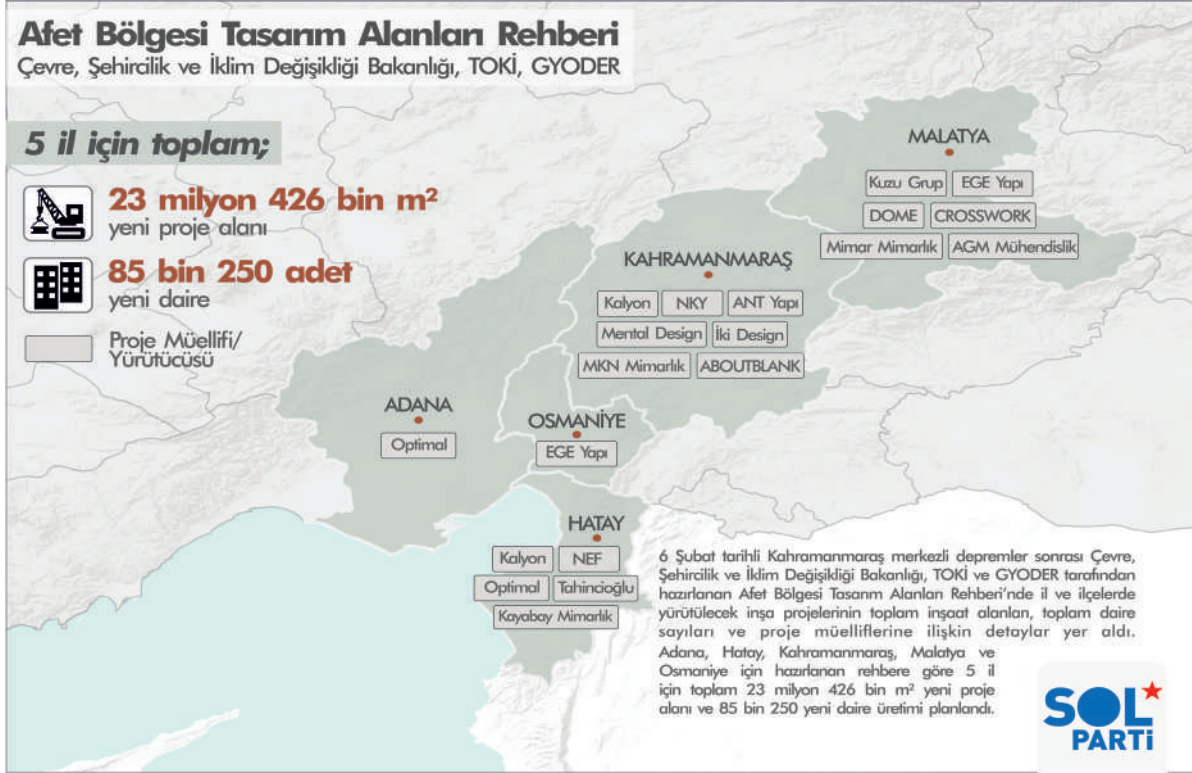 Afet Bölgesi Tasarım Alanları Rehberi
Çevre, Şehircilik ve İklim Değişikliği Bakanlığı, TOKİ, GYODER
5 il için toplam;
23 milyon 426 bin m²
yeni proje alanı
85 bin 250 adet
yeni daire
Proje Müellifi/
Yürütücüsü
MALATYA
Kuzu Grup EGE Yapı
DOME CROSSWORK
Mimar Mimarlık AGM Mühendislik
KAHRAMANMARAŞ
Kalyon NKY ANT Yapı
Mental Design İki Design
MKN Mimarlık ABOUTBLANK
ADANA
Optimal
OSMANİYE
EGE Yapı
HATAY
Kalyon NEF
Optimal Tahincioğlu
Kayabay Mimarlık
6 Şubat tarihli Kahramanmaraş merkezli depremler sonrası Çevre,
Şehircilik ve İklim Değişikliği Bakanlığı, TOKİ ve GYODER tarafından
hazırlanan Afet Bölgesi Tasarım Alanları Rehberi'nde il ve ilçelerde
yürütülecek inşa projelerinin toplam inşaat alanları, toplam daire
sayıları ve proje müelliflerine ilişkin detaylar yer aldı.
Adana, Hatay, Kahramanmaraş, Malatya ve
Osmaniye için hazırlanan rehbere göre 5 il
için toplam 23 milyon 426 bin m² yeni proje
alanı ve 85 bin 250 yeni daire üretimi planlandı.
SOL
PARTİ